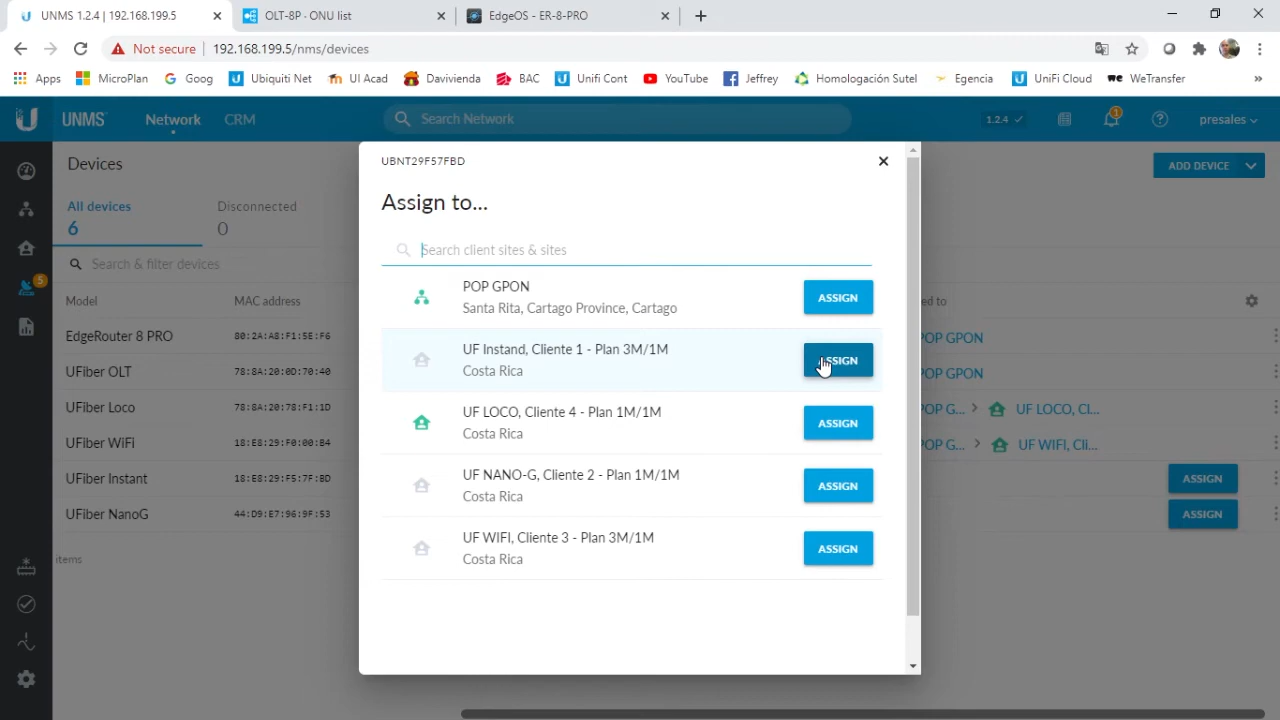 UNMS 1.2.4 | 192.168.199.5
OLT-8P - ONU list
EdgeOS - ER-8-PRO
Not secure
192.168.199.5/nms/devices
Apps
MicroPlan
Goog
Ubiquiti Net
UI Acad
Davivienda
BAC
Unifi Cont
YouTube
Jeffrey
Homologación Sutel
Egencia
UniFi Cloud
WeTransfer
»
UNMS
Network
CRM
Search Network
1.2.4
1
presales
Devices
ADD DEVICE
All devices
6
Disconnected
0
Search & filter devices
5
Model
MAC address
ed to
EdgeRouter 8 PRO
80:2A:A8:F1:5E:F6
POP GPON
UFiber OLT
78:8A:20:0D:70:40
POP GPON
UFiber Loco
78:8A:20:78:F1:1D
POP G... > UF LOCO, Cl...
UFiber WiFi
18:E8:29:F0:00:B4
POP G... > UF WIFI, Cli...
UFiber Instant
18:E8:29:F5:7F:BD
ASSIGN
UFiber NanoG
44:D9:E7:96:9F:53
ASSIGN
items
UBNT29F57FBD
Assign to...
Search client sites & sites
POP GPON
Santa Rita, Cartago Province, Cartago
ASSIGN
UF Instand, Cliente 1 - Plan 3M/1M
Costa Rica
ASSIGN
UF LOCO, Cliente 4 - Plan 1M/1M
Costa Rica
ASSIGN
UF NANO-G, Cliente 2 - Plan 1M/1M
Costa Rica
ASSIGN
UF WIFI, Cliente 3 - Plan 3M/1M
Costa Rica
ASSIGN